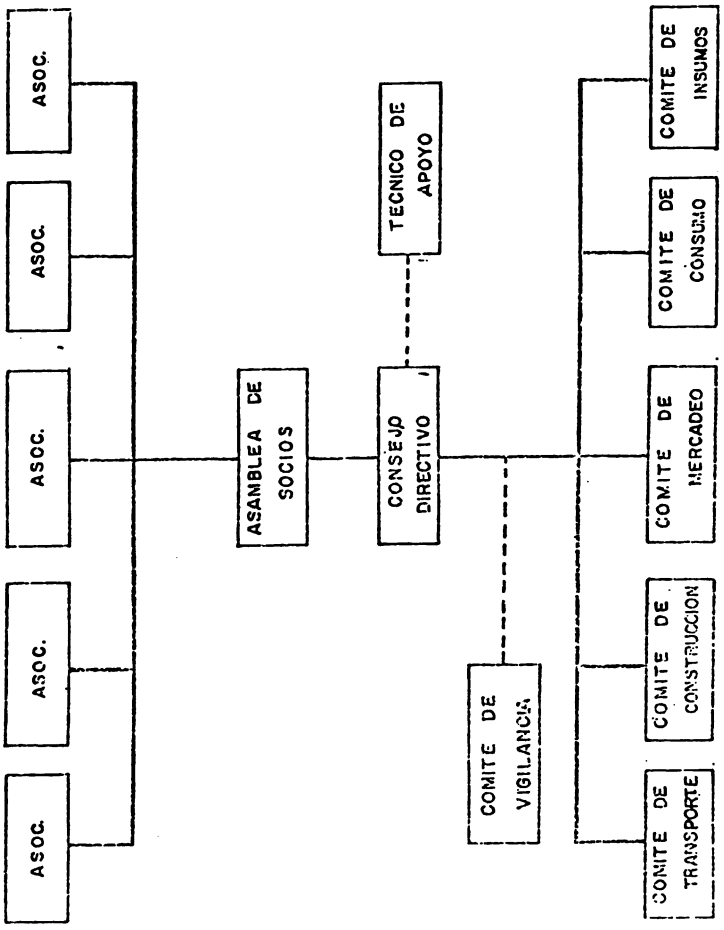 ASOC.
ASOC.
ASOC.
ASOC.
ASOC.
ASAMBLEA DE
SOCIOS
CONSEJO
DIRECTIVO
TECNICO DE
APOYO
COMITE DE
VIGILANCIA
COMITE DE
TRANSPORTE
COMITE DE
CONSTRUCCION
COMITE DE
MERCADEO
COMITE DE
CONSUMO
COMITE DE
INSUMOS